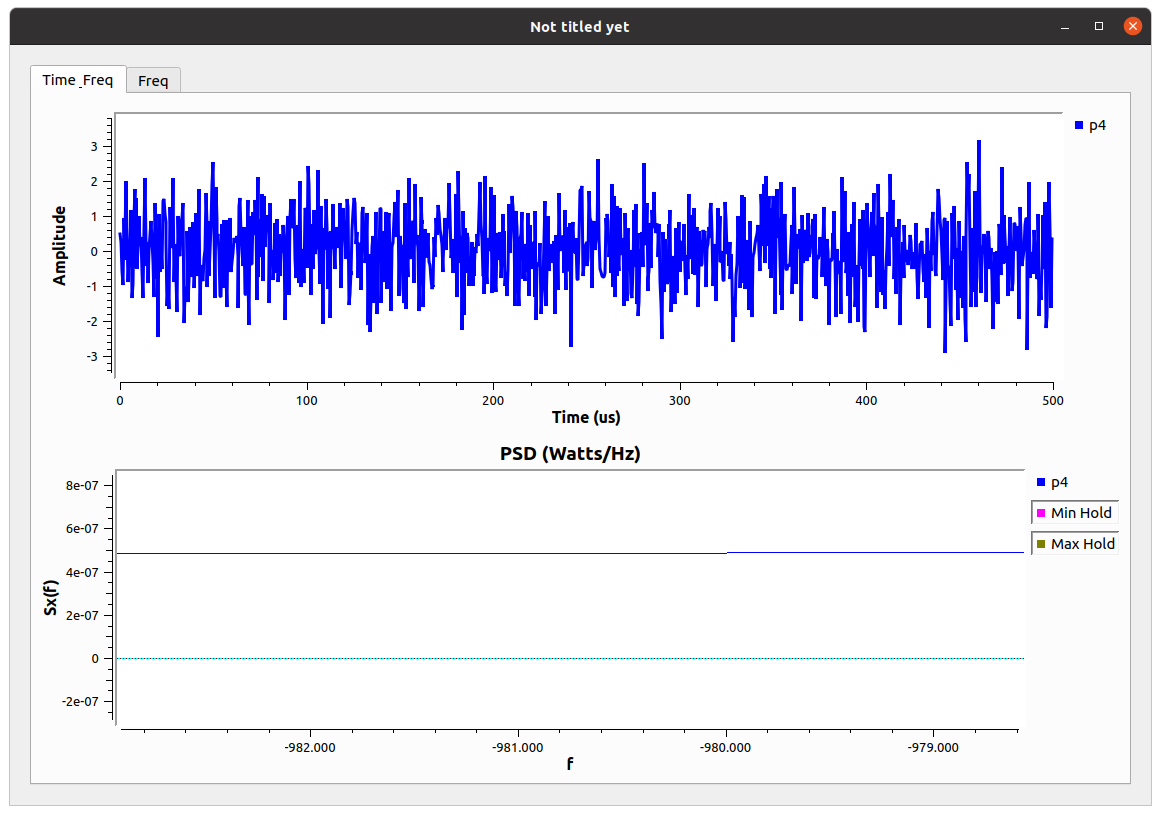 Not titled yet
Time_Freq
Freq
3
2
1
0
-1
-2
-3
Amplitude
p4
0
100
200
300
400
500
Time (us)
PSD (Watts/Hz)
8e-07
6e-07
4e-07
2e-07
0
-2e-07
Sx(f)
p4
Min Hold
Max Hold
-982.000
-981.000
-980.000
-979.000
f